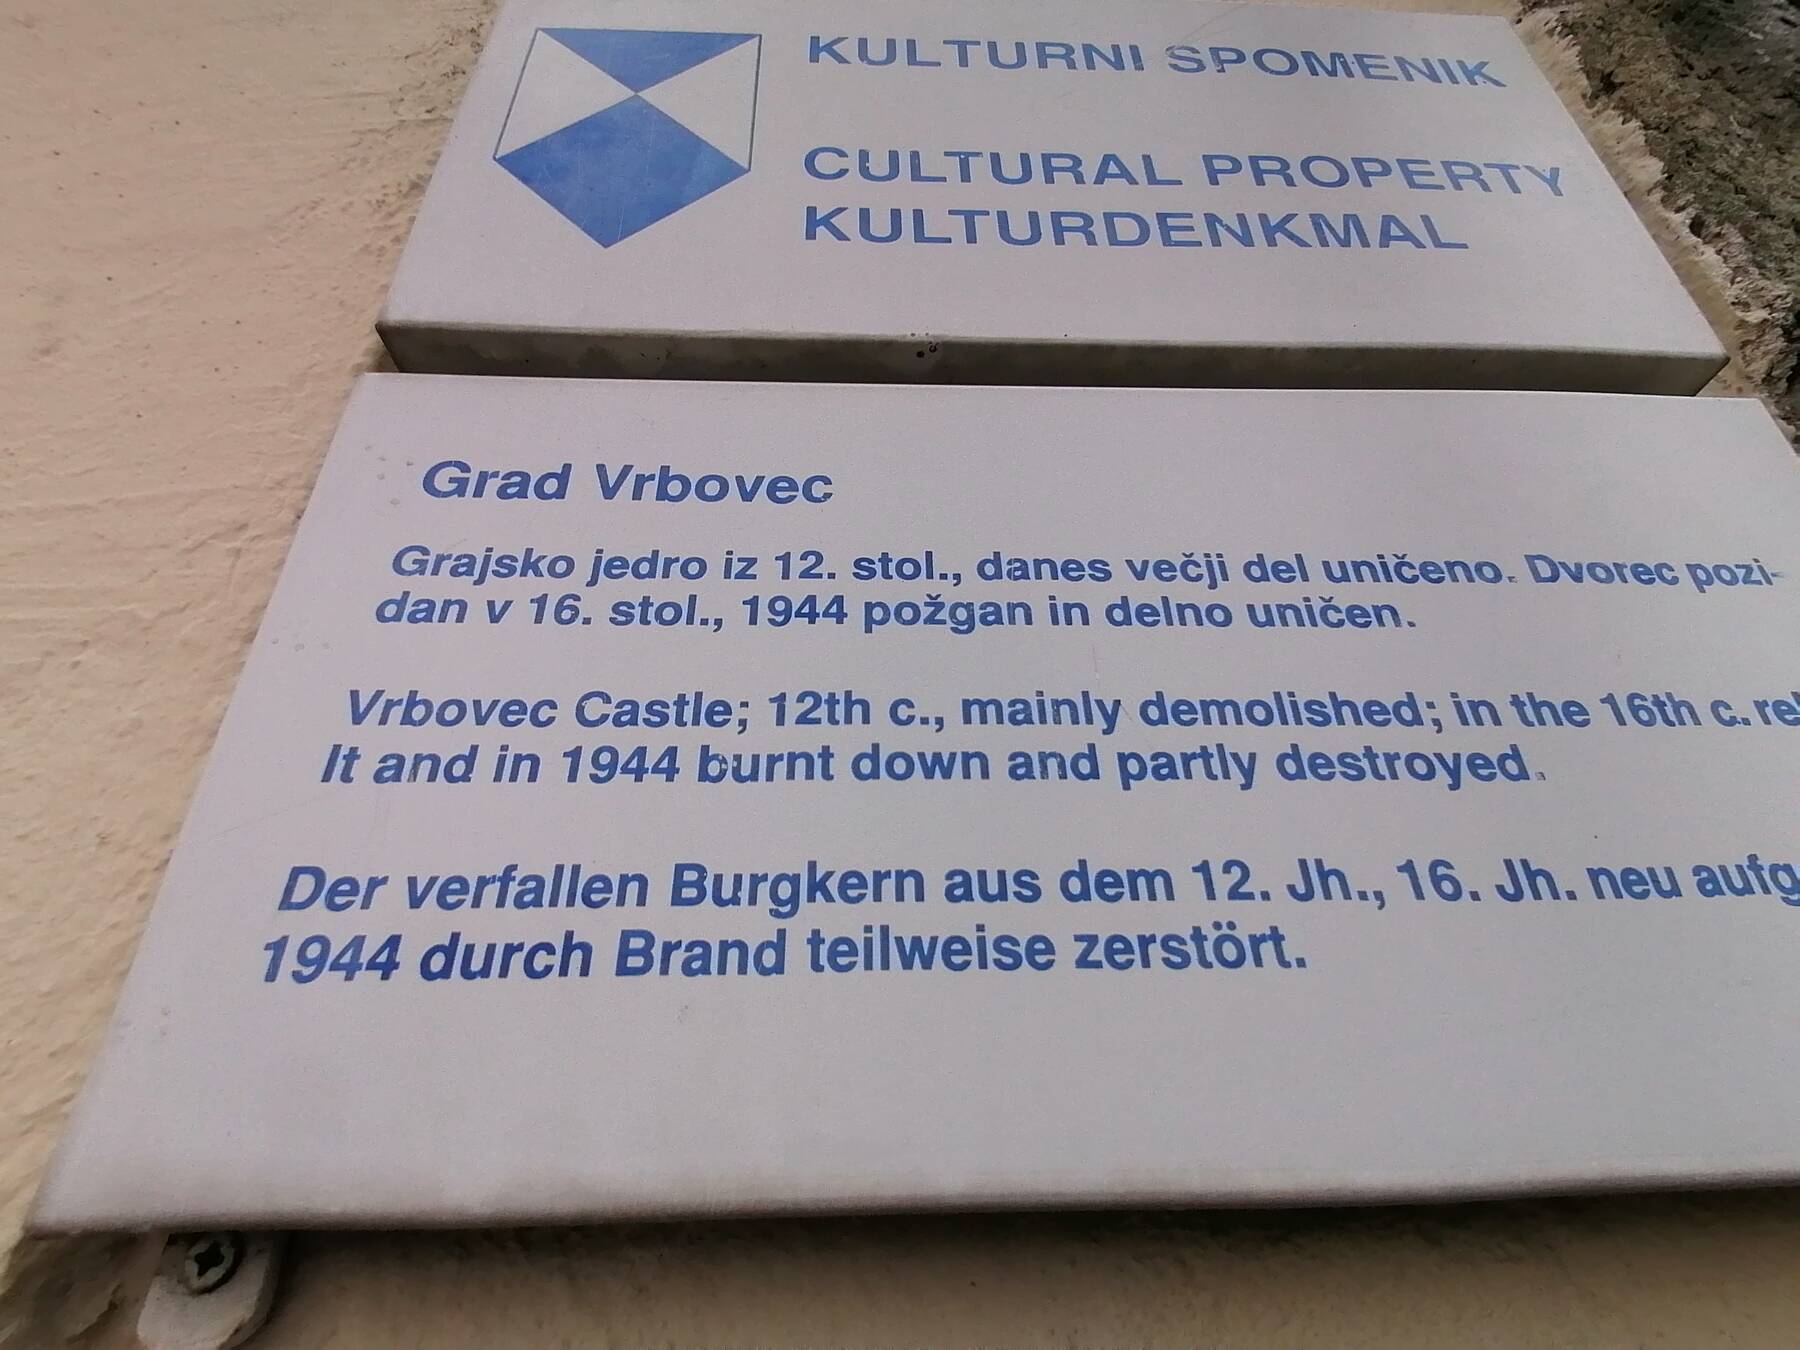 KULTURNI SPOMENIK
CULTURAL PROPERTY
KULTURDENKMAL
Grad Vrbovec
Grajsko jedro iz 12. stol., danes večji del uničeno. Dvorec pozi-
dan v 16. stol., 1944 požgan in delno uničen.
Vrbovec Castle; 12th c., mainly demolished; in the 16th c.
lt and in 1944 burnt down and partly destroyed.
Der verfallen Burgkern aus dem 12. Jh., 16. Jh. neu
1944 durch Brand teilweise zerstört.